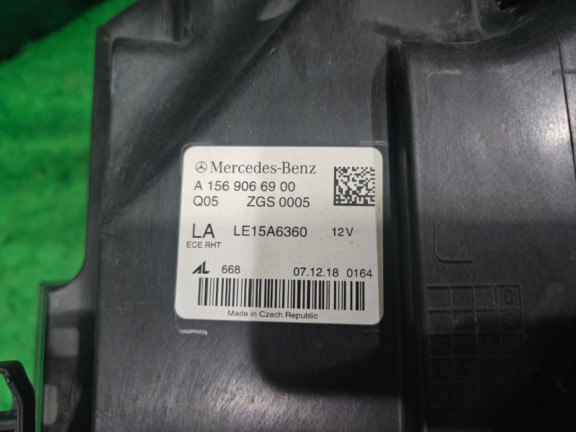 Mercedes-Benz
A 156 906 69 00
Q05 ZGS 0005
LA LE15A6360 12V
ECE RHT
AL 668 07.12.18 0164
Made in Czech Republic